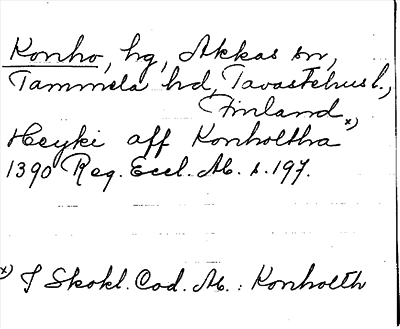 Konho, hg, Akkas sn,
Tammela hd, Tavastehus l.,
Finland
Heyki aff Konholtha x)
1390 Reg. Eccl. Ab. s. 197.
x) I Skokl. Cod. Ab. : Konholth